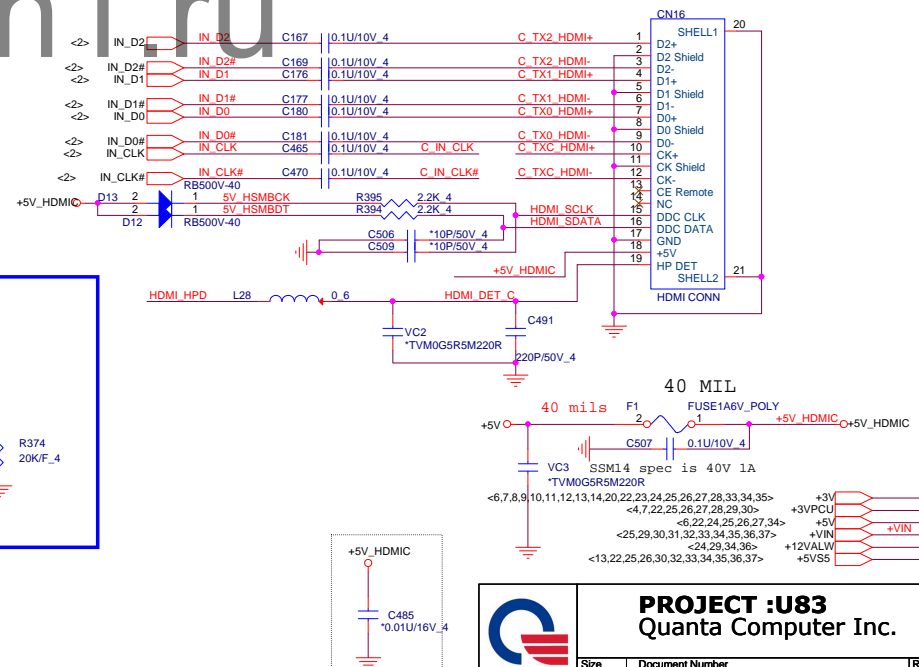 n1.ru
CN16
SHELL1 20
<2> IN_D2 IN_D2 C167 0.1U/10V_4 C_TX2_HDMI+ 1 D2+
2 D2 Shield
<2> IN_D2# IN_D2# C169 0.1U/10V_4 C_TX2_HDMI- 3 D2-
<2> IN_D1 IN_D1 C176 0.1U/10V_4 C_TX1_HDMI+ 4 D1+
5 D1 Shield
<2> IN_D1# IN_D1# C177 0.1U/10V_4 C_TX1_HDMI- 6 D1-
<2> IN_D0 IN_D0 C180 0.1U/10V_4 C_TX0_HDMI+ 7 D0+
8 D0 Shield
<2> IN_D0# IN_D0# C181 0.1U/10V_4 C_TX0_HDMI- 9 D0-
<2> IN_CLK IN_CLK C465 0.1U/10V_4 C_IN_CLK C_TXC_HDMI+ 10 CK+
11 CK Shield
<2> IN_CLK# IN_CLK# C470 0.1U/10V_4 C_IN_CLK# C_TXC_HDMI- 12 CK-
13 CE Remote
14 NC
RB500V-40
+5V_HDMIC D13 2 1 5V_HSMBCK R395 2.2K_4 HDMI_SCLK 15 DDC CLK
D12 2 1 5V_HSMBDT R394 2.2K_4 HDMI_SDATA 16 DDC DATA
RB500V-40
C506 *10P/50V_4 17 GND
C509 *10P/50V_4 18 +5V
+5V_HDMIC 19 HP DET
SHELL2 21
HDMI CONN
HDMI_HPD L28 0_6 HDMI_DET_C
VC2
*TVM0G5R5M220R
C491
220P/50V_4
40 MIL
40 mils F1 FUSE1A6V_POLY
+5V 2 1 +5V_HDMIC +5V_HDMIC
C507 0.1U/10V_4
VC3 SSM14 spec is 40V 1A
*TVM0G5R5M220R
R374
20K/F_4
<6,7,8,9,10,11,12,13,14,20,22,23,24,25,26,27,28,33,34,35> +3V
<4,7,22,25,26,27,28,29,30> +3VPCU
<6,22,24,25,26,27,34> +5V
<25,29,30,31,32,33,34,35,36,37> +VIN +VIN
<24,29,34,36> +12VALW
<13,22,25,26,30,32,33,34,35,36,37> +5VS5
+5V_HDMIC
C485
*0.01U/16V_4
PROJECT :U83
Quanta Computer Inc.
Size Document Number